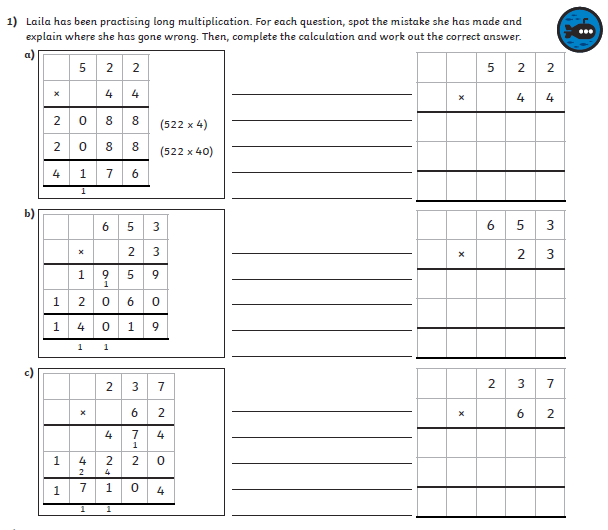 1) Laila has been practising long multiplication. For each question, spot the mistake she has made and
explain where she has gone wrong. Then, complete the calculation and work out the correct answer.
a)
5 2 2
× 4 4
2 0 8 8 (522 x 4)
2 0 8 8 (522 x 40)
4 1 7 6
1
5 2 2
× 4 4
b)
6 5 3
× 2 3
1 9 5 9
1
1 2 0 6 0
1 4 0 1 9
1 1
6 5 3
× 2 3
c)
2 3 7
× 6 2
4 7 4
1
1 4 2 2 0
2 4
1 7 1 0 4
1 1
2 3 7
× 6 2